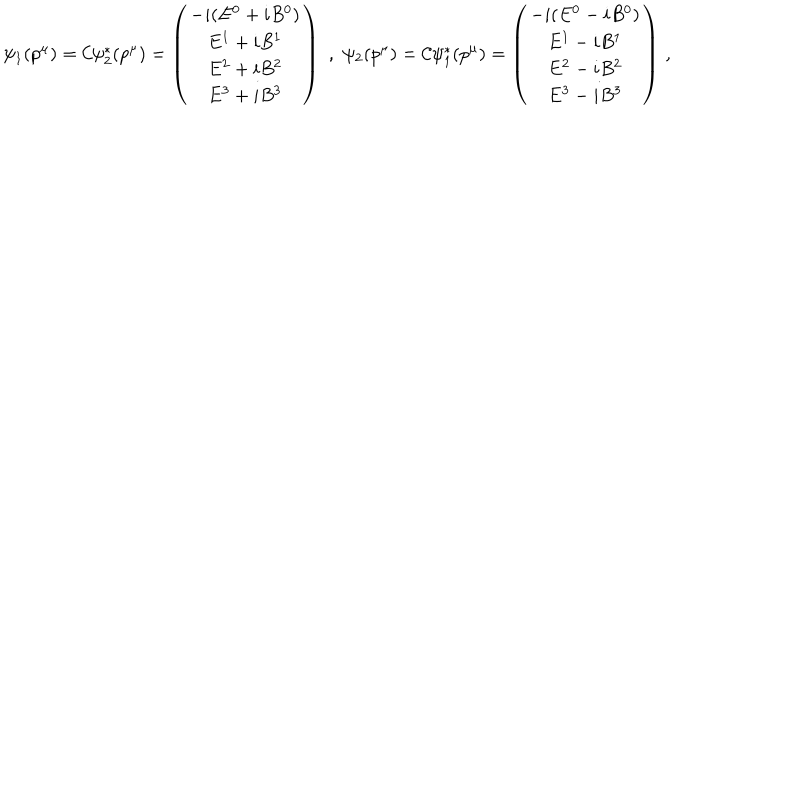 \psi_1(p^\mu) = \mathcal{C}\psi_2^*(p^\mu) = \begin{pmatrix} -i(E^0 + iB^0) \\ E^1 + iB^1 \\ E^2 + iB^2 \\ E^3 + iB^3 \end{pmatrix} \ , \ \psi_2(p^\mu) = \mathcal{C}\psi_1^*(p^\mu) = \begin{pmatrix} -i(E^0 - iB^0) \\ E^1 - iB^1 \\ E^2 - iB^2 \\ E^3 - iB^3 \end{pmatrix} \ ,